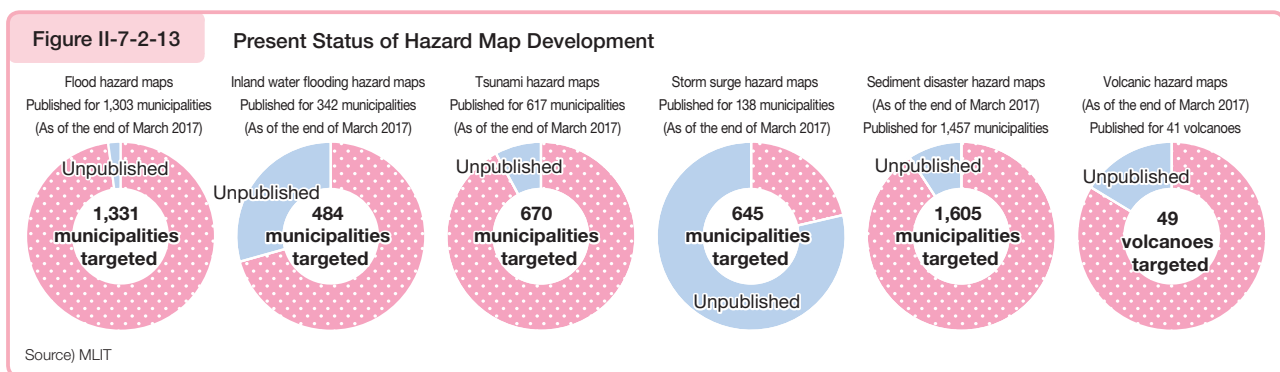 Figure II-7-2-13
Present Status of Hazard Map Development
Flood hazard maps
Published for 1,303 municipalities
(As of the end of March 2017)
Unpublished
1,331
municipalities
targeted
Inland water flooding hazard maps
Published for 342 municipalities
(As of the end of March 2017)
Unpublished
484
municipalities
targeted
Tsunami hazard maps
Published for 617 municipalities
(As of the end of March 2017)
Unpublished
670
municipalities
targeted
Storm surge hazard maps
Published for 138 municipalities
(As of the end of March 2017)
645
municipalities
targeted
Unpublished
Sediment disaster hazard maps
(As of the end of March 2017)
Published for 1,457 municipalities
Unpublished
1,605
municipalities
targeted
Volcanic hazard maps
(As of the end of March 2017)
Published for 41 volcanoes
Unpublished
49
volcanoes
targeted
Source) MLIT